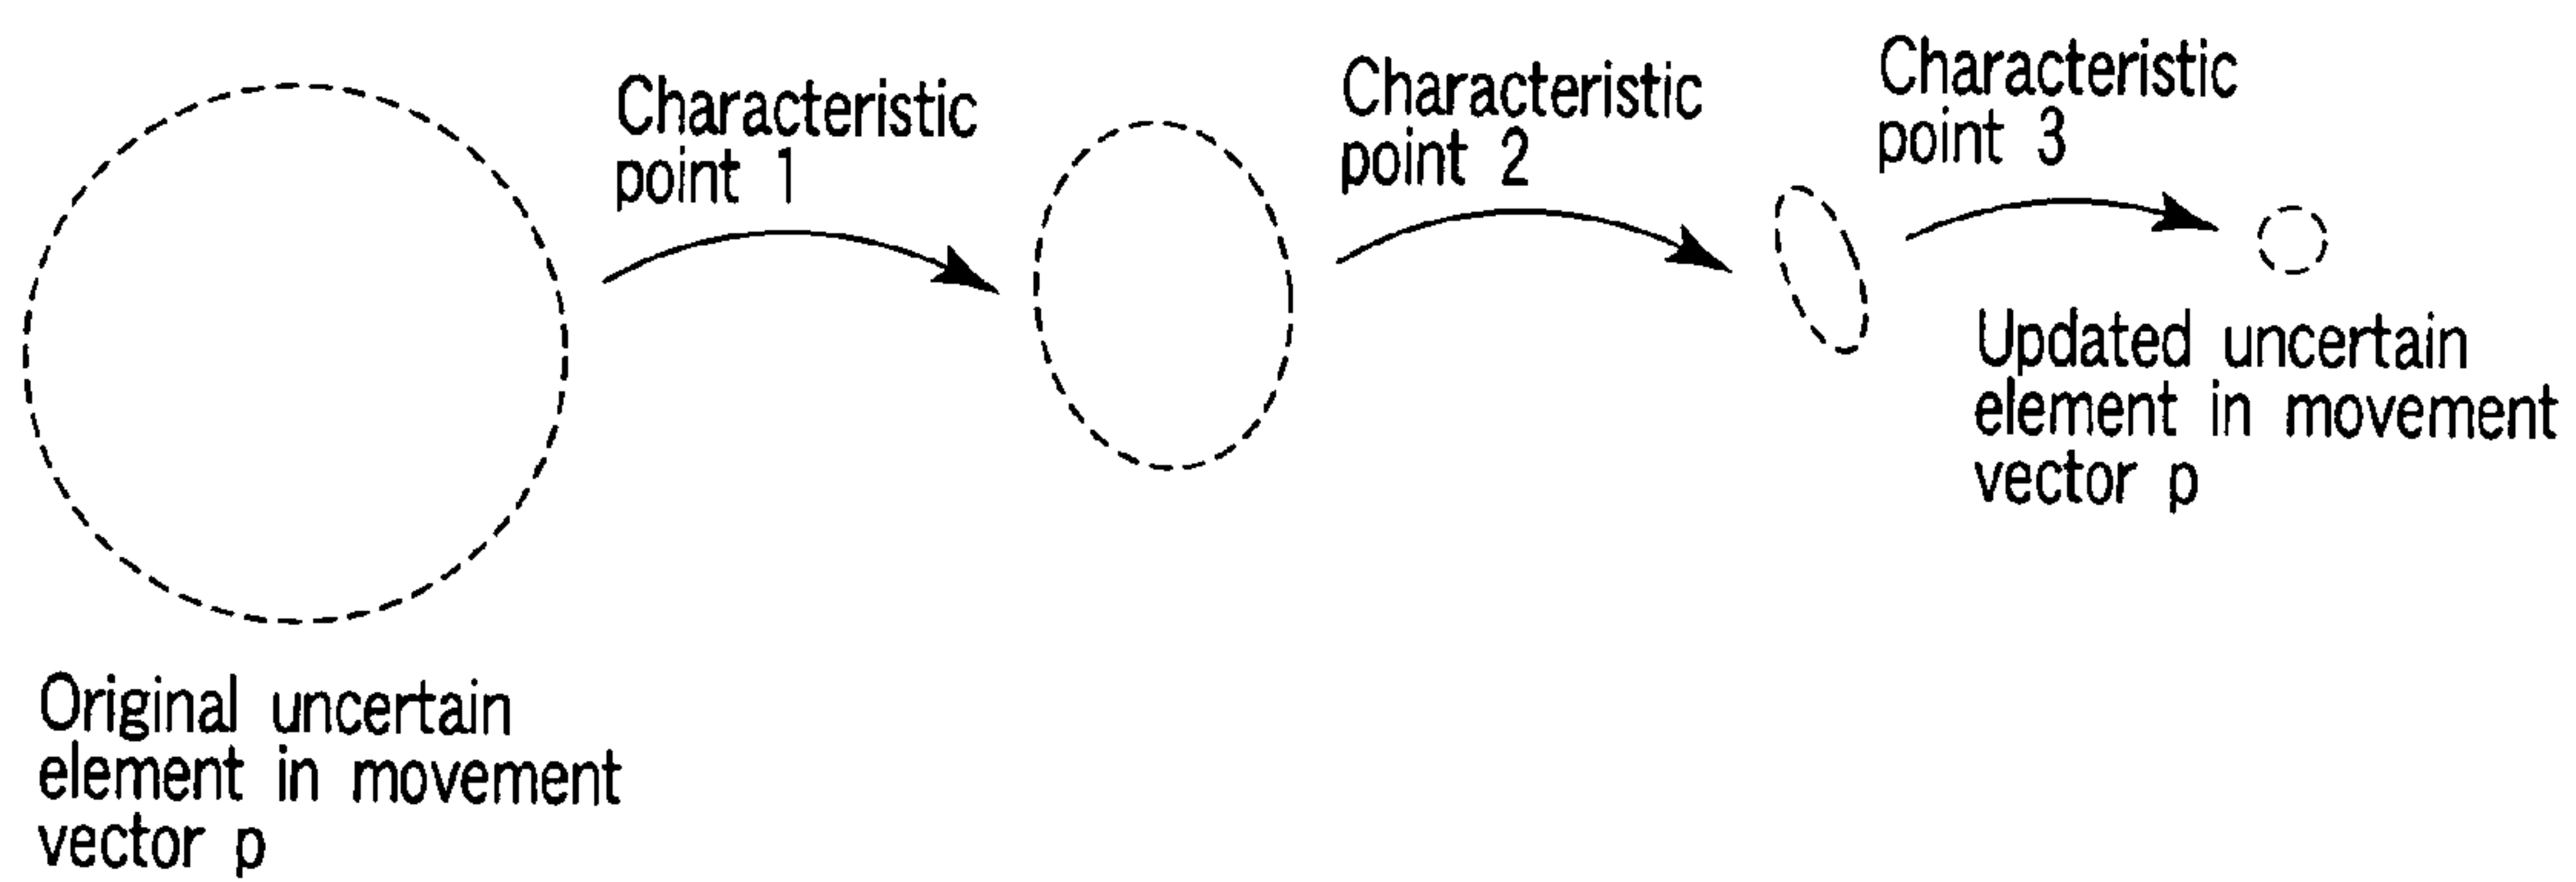 Characteristic
point 1
Characteristic
point 2
Characteristic
point 3
Updated uncertain
element in movement
vector p
Original uncertain
element in movement
vector p